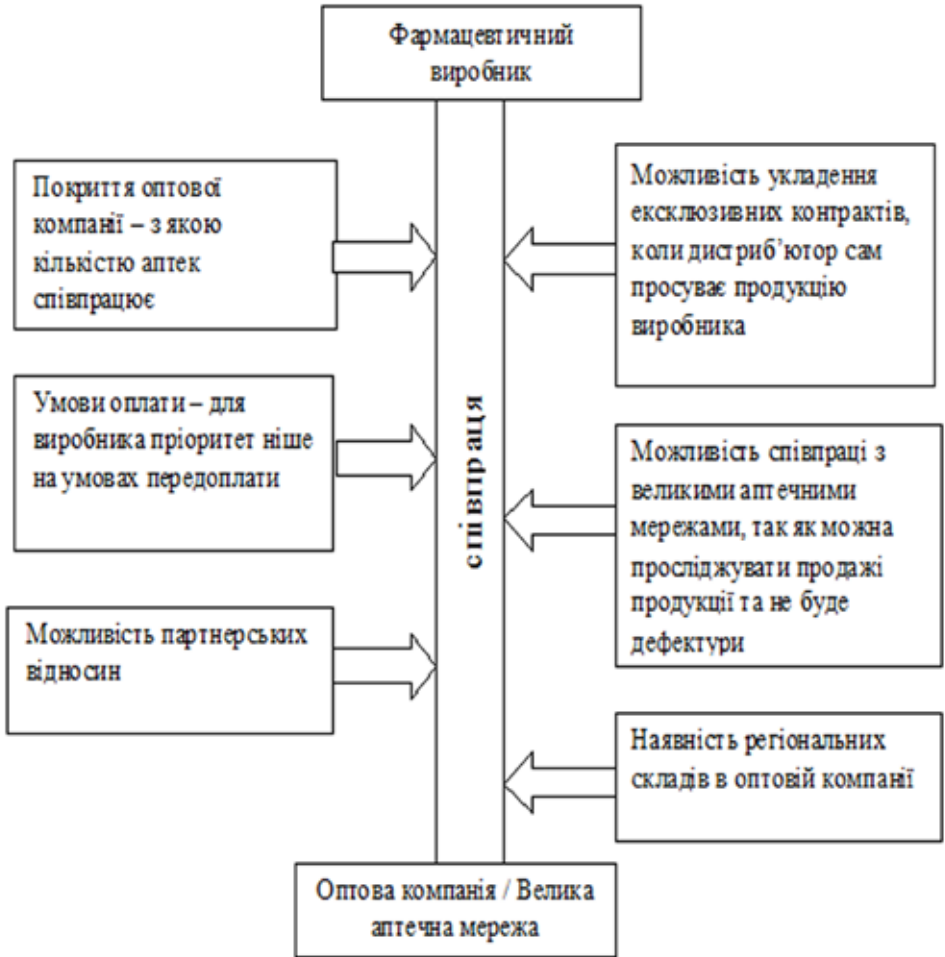 Фармацевтичний
виробник
Покриття оптової
компанії – з якою
кількістю аптек
співпрацює
Умови оплати – для
виробника пріоритет ніше
на умовах передоплати
Можливість партнерських
відносин
співпраця
Можливість укладення
ексклюзивних контрактів,
коли дистриб’ютор сам
просуває продукцію
виробника
Можливість співпраці з
великими аптечними
мережами, так як можна
просліджувати продажі
продукції та не буде
дефектури
Наявність регіональних
складів в оптовій компанії
Оптова компанія / Велика
аптечна мережа